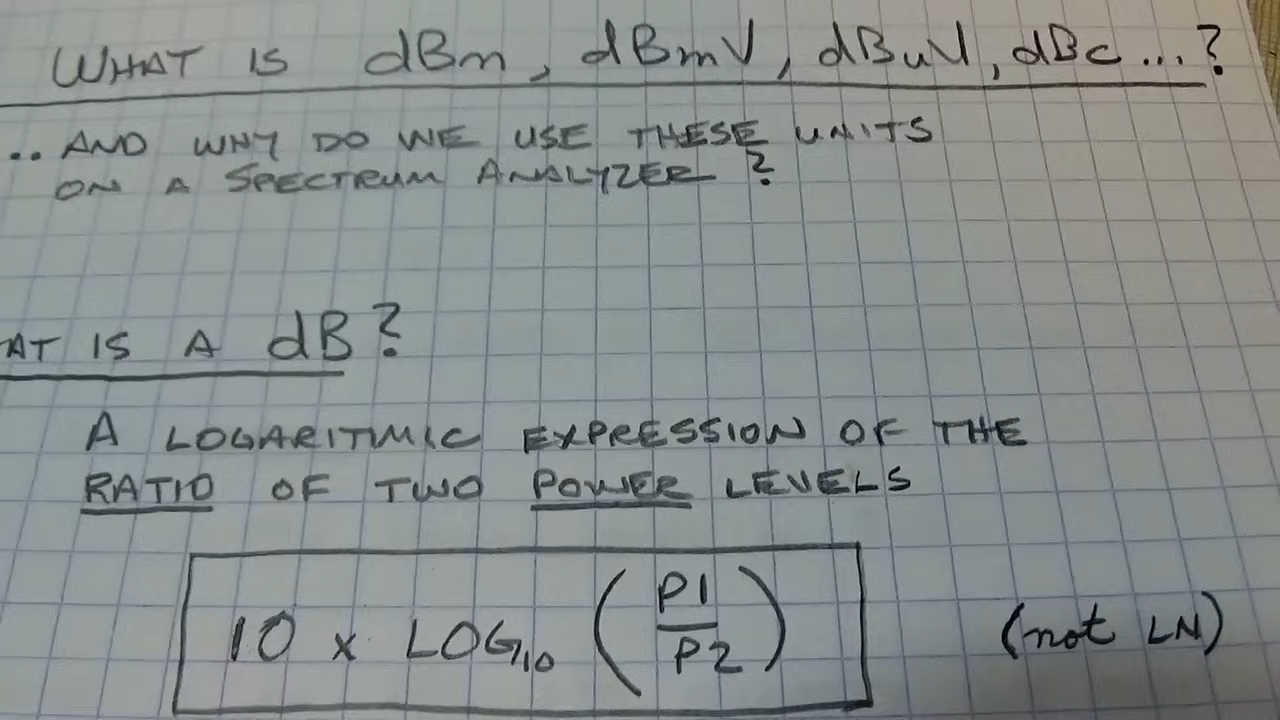 WHAT IS dBm, dBmV, dBuV, dBc...?
.. AND WHY DO WE USE THESE UNITS
ON A SPECTRUM ANALYZER?
AT IS A dB?
A LOGARITMIC EXPRESSION OF THE
RATIO OF TWO POWER LEVELS
10 x LOG10 (P1/P2) (not LN)